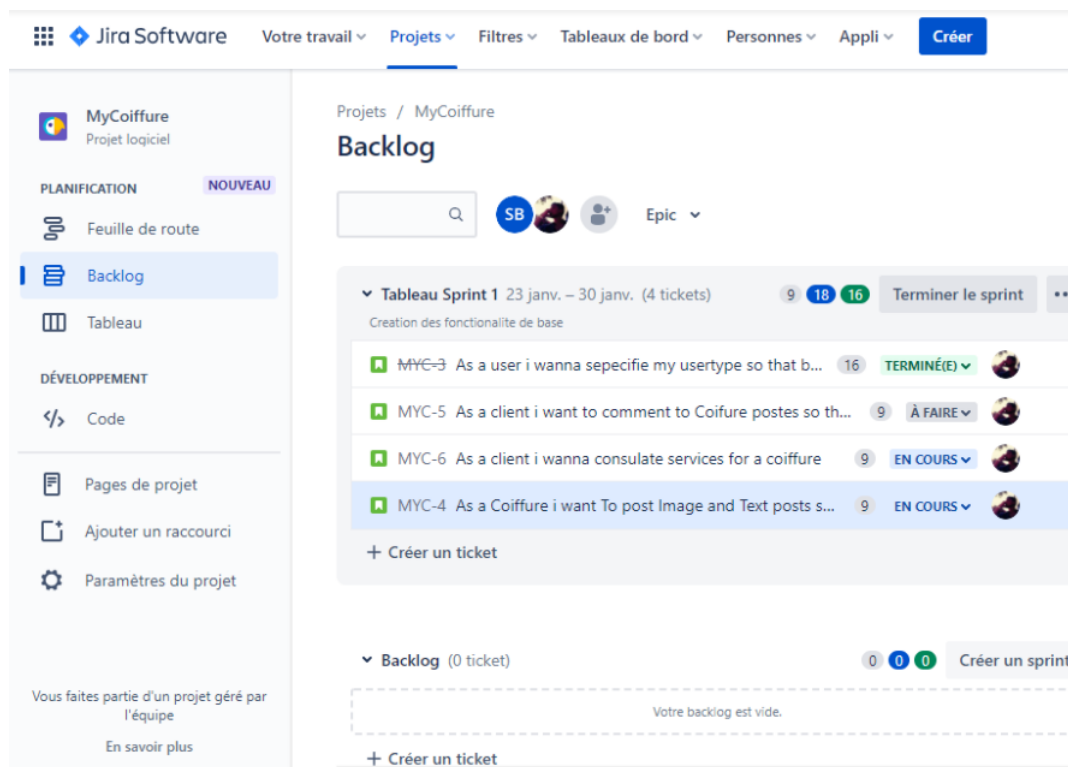 Jira Software Votre travail Projets Filtres Tableaux de bord Personnes Appli Créer
MyCoiffure
Projet logiciel
PLANIFICATION NOUVEAU
Feuille de route
Backlog
Tableau
DÉVELOPPEMENT
Code
Pages de projet
Ajouter un raccourci
Paramètres du projet
Vous faites partie d'un projet géré par
l'équipe
En savoir plus
Projets / MyCoiffure
Backlog
SB Epic
Tableau Sprint 1 23 janv. – 30 janv. (4 tickets) 9 18 16 Terminer le sprint
Creation des fonctionalite de base
MYC-3 As a user i wanna sepecifie my usertype so that b... 16 TERMINÉ(E)
MYC-5 As a client i want to comment to Coifure postes so th... 9 À FAIRE
MYC-6 As a client i wanna consulate services for a coiffure 9 EN COURS
MYC-4 As a Coiffure i want To post Image and Text posts s... 9 EN COURS
+ Créer un ticket
Backlog (0 ticket) 0 0 0 Créer un sprint
Votre backlog est vide.
+ Créer un ticket